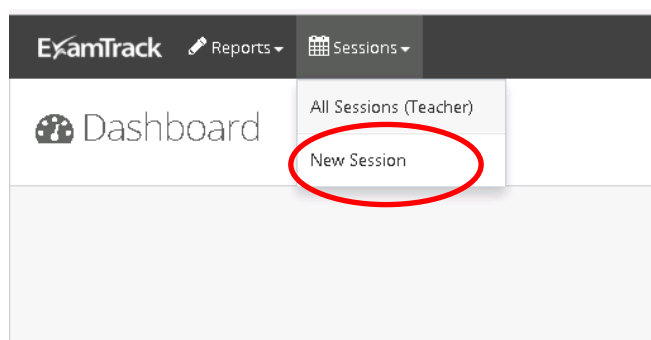 ExamTrack Reports Sessions
All Sessions (Teacher)
Dashboard
New Session